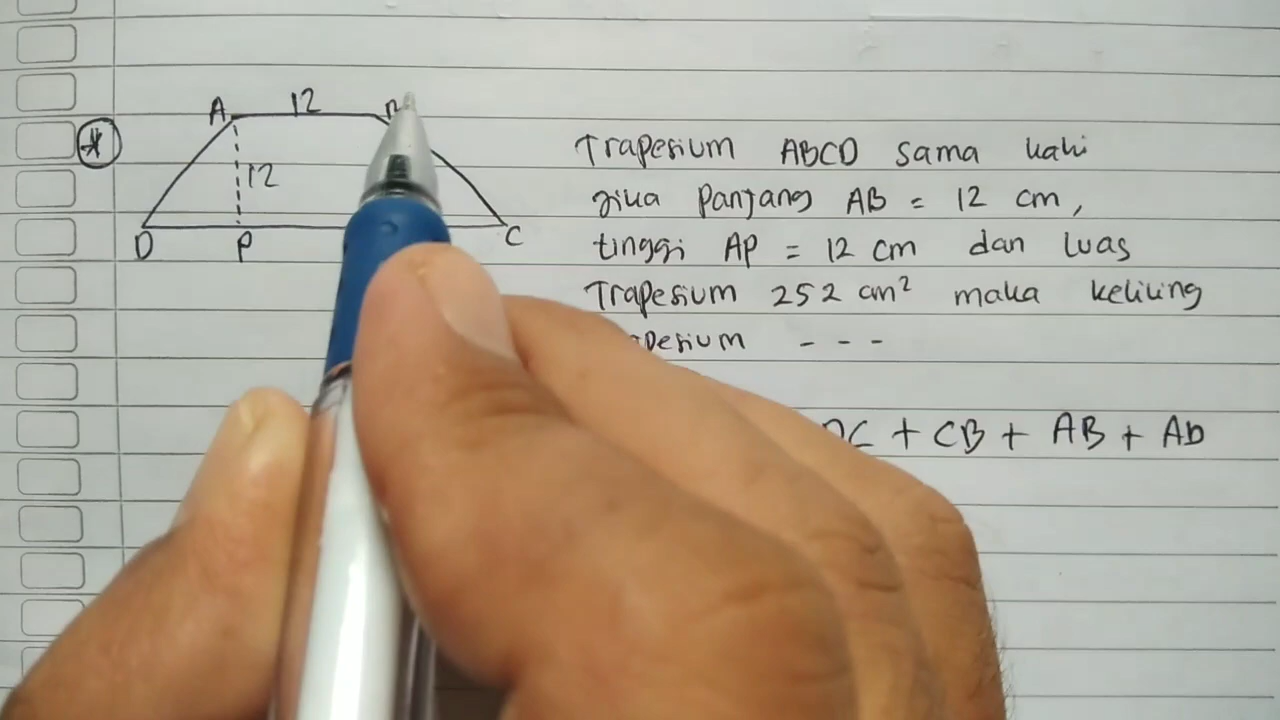 A 12
12
D P C
Trapesium ABCD sama kaki
jika Panjang AB = 12 cm,
tinggi AP = 12 cm dan luas
Trapesium 252 cm² maka keliling
- - -
+ CB + AB + AD